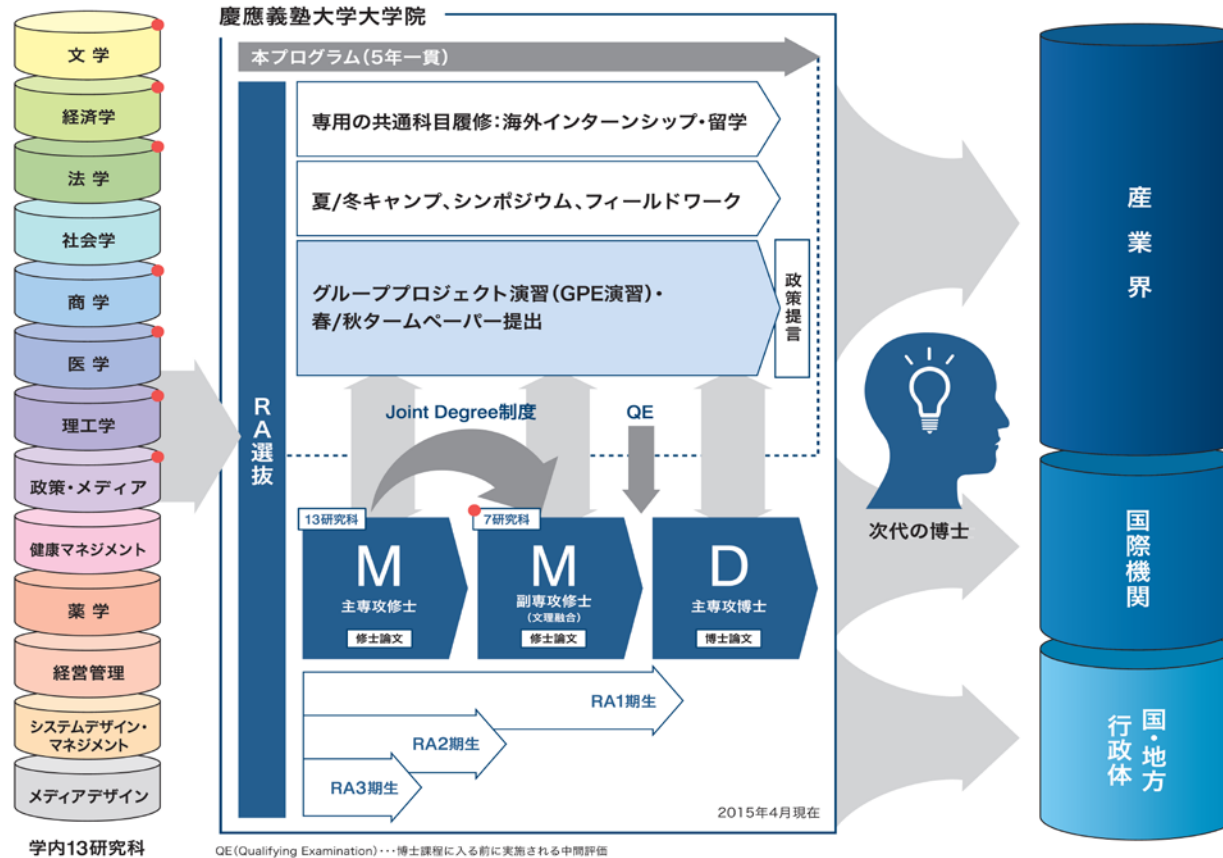 文学
経済学
法学
社会学
商学
医学
理工学
政策・メディア
健康マネジメント
薬学
経営管理
システムデザイン・
マネジメント
メディアデザイン
学内13研究科
慶應義塾大学大学院
本プログラム(5年一貫)
RA選抜
専用の共通科目履修:海外インターンシップ・留学
夏/冬キャンプ、シンポジウム、フィールドワーク
グループプロジェクト演習(GPE演習)・
春/秋タームペーパー提出
政策提言
Joint Degree制度
QE
13研究科
M
主専攻修士
修士論文
7研究科
M
副専攻修士
(文理融合)
修士論文
D
主専攻博士
博士論文
RA1期生
RA2期生
RA3期生
2015年4月現在
QE(Qualifying Examination)・・・博士課程に入る前に実施される中間評価
次代の博士
産業界
国際機関
国・地方
行政体